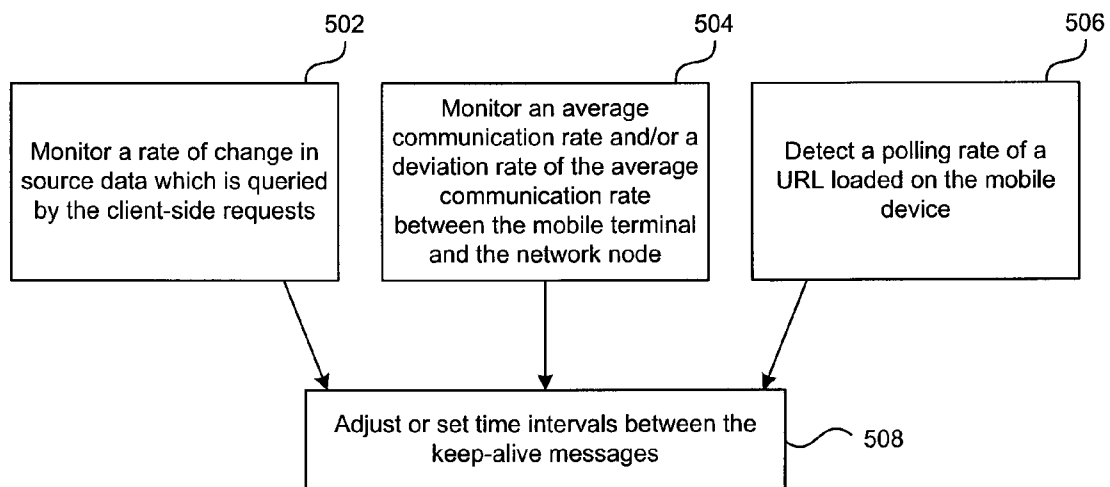 502
504
506
Monitor a rate of change in
source data which is queried
by the client-side requests
Monitor an average
communication rate and/or a
deviation rate of the average
communication rate
between the mobile terminal
and the network node
Detect a polling rate of a
URL loaded on the mobile
device
Adjust or set time intervals between the
keep-alive messages
508